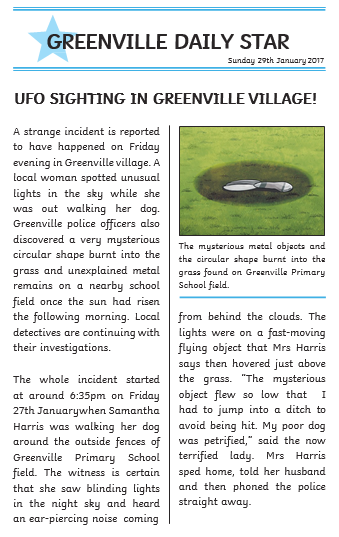 GREENVILLE DAILY STAR
Sunday 29th January 2017
UFO SIGHTING IN GREENVILLE VILLAGE!
A strange incident is reported
to have happened on Friday
evening in Greenville village. A
local woman spotted unusual
lights in the sky while she
was out walking her dog.
Greenville police officers also
discovered a very mysterious
circular shape burnt into the
grass and unexplained metal
remains on a nearby school
field once the sun had risen
the following morning. Local
detectives are continuing with
their investigations.
The whole incident started
at around 6:35pm on Friday
27th Januarywhen Samantha
Harris was walking her dog
around the outside fences of
Greenville Primary School
field. The witness is certain
that she saw blinding lights
in the night sky and heard
an ear-piercing noise coming
The mysterious metal objects and
the circular shape burnt into the
grass found on Greenville Primary
School field.
from behind the clouds. The
lights were on a fast-moving
flying object that Mrs Harris
says then hovered just above
the grass. “The mysterious
object flew so low that I
had to jump into a ditch to
avoid being hit. My poor dog
was petrified,” said the now
terrified lady. Mrs Harris
sped home, told her husband
and then phoned the police
straight away.